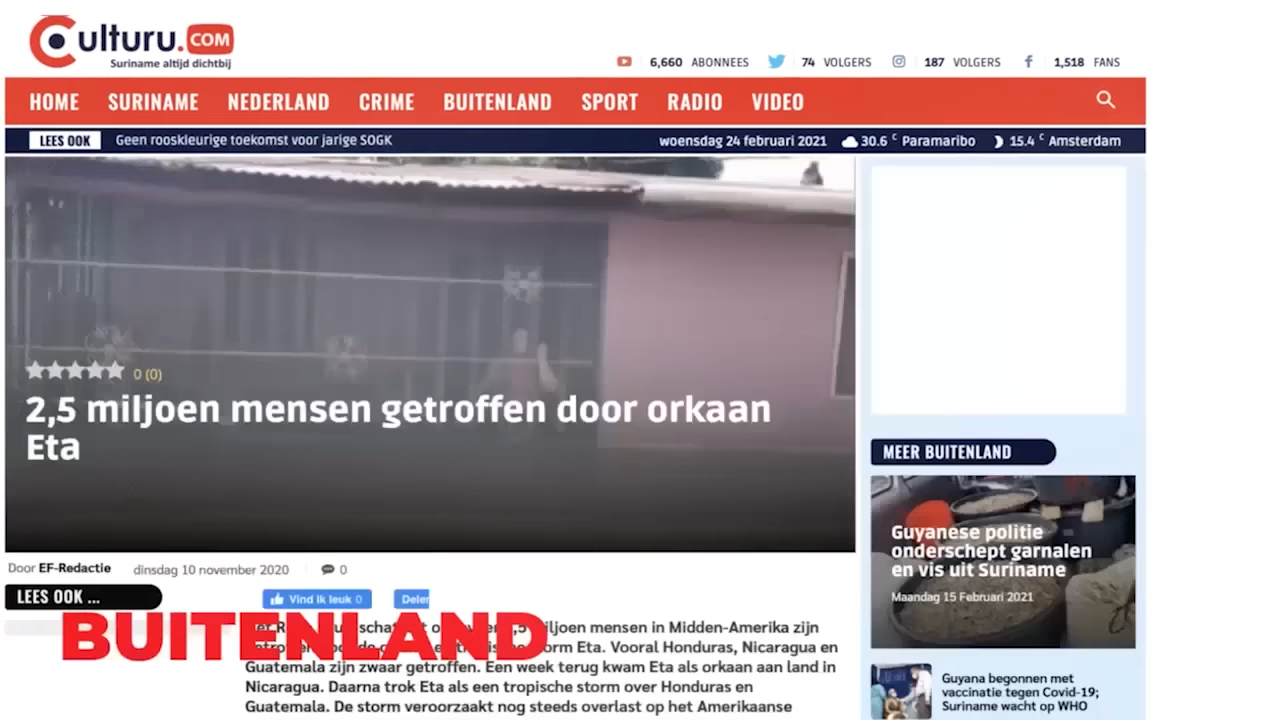 Culturu.COM
Suriname altijd dichtbij
6,660 ABONNEES 74 VOLGERS 187 VOLGERS 1,518 FANS
HOME SURINAME NEDERLAND CRIME BUITENLAND SPORT RADIO VIDEO
LEES OOK Geen rooskleurige toekomst voor jarige SOGK woensdag 24 februari 2021 30.6 C Paramaribo 15.4 C Amsterdam
0 (0)
2,5 miljoen mensen getroffen door orkaan
Eta
MEER BUITENLAND
Guyanese politie
onderschept garnalen
en vis uit Suriname
Maandag 15 Februari 2021
Door EF-Redactie dinsdag 10 november 2020 0
LEES OOK ...
Vind ik leuk 0
Delen
BUITENLAND
miljoen mensen in Midden-Amerika zijn
Eta. Vooral Honduras, Nicaragua en
Guatemala zijn zwaar getroffen. Een week terug kwam Eta als orkaan aan land in
Nicaragua. Daarna trok Eta als een tropische storm over Honduras en
Guatemala. De storm veroorzaakt nog steeds overlast op het Amerikaanse
Guyana begonnen met
vaccinatie tegen Covid-19;
Suriname wacht op WHO